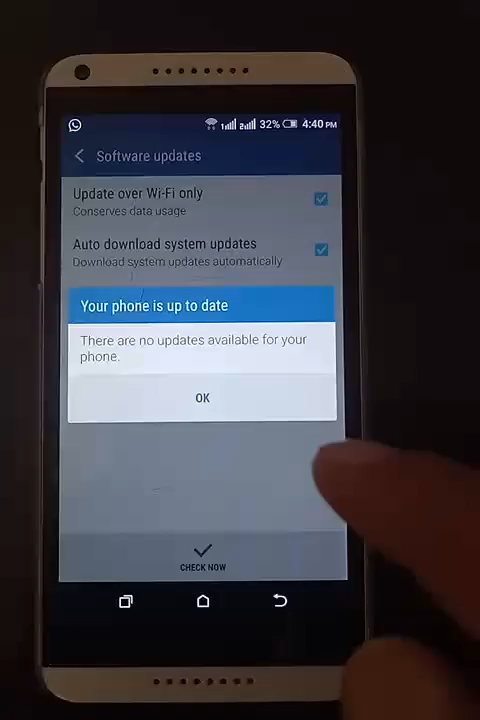 32% 4:40 PM
Software updates
Update over Wi-Fi only
Conserves data usage
Auto download system updates
Download system updates automatically
Your phone is up to date
There are no updates available for your
phone.
OK
CHECK NOW